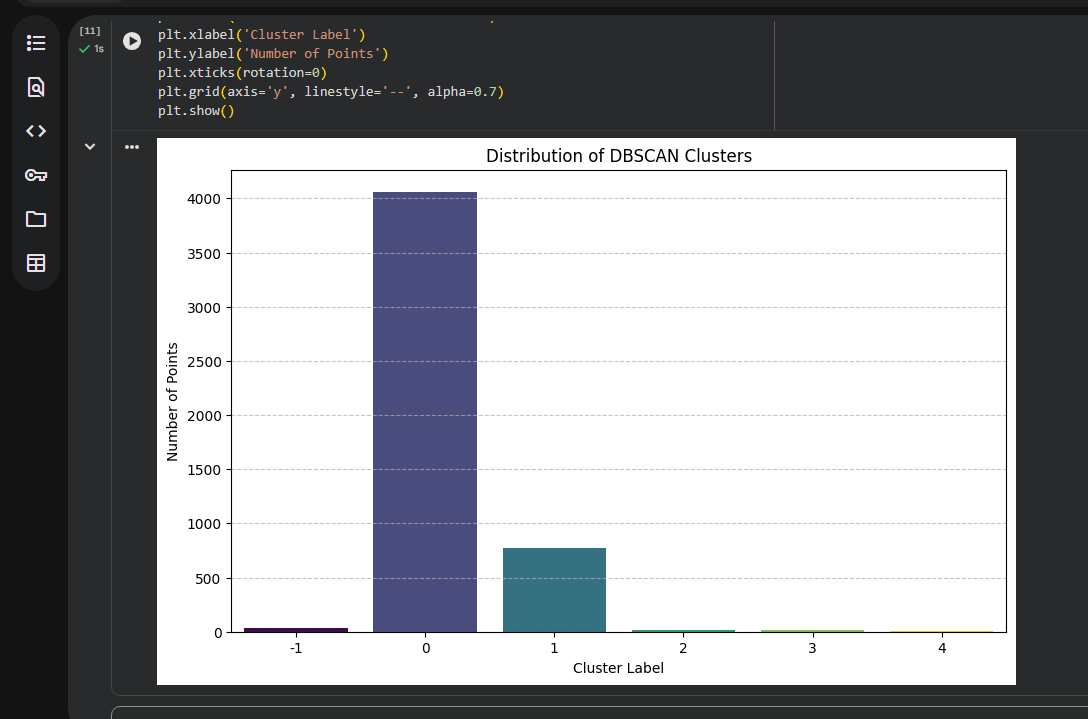 [11]
1s
plt.xlabel('Cluster Label')
plt.ylabel('Number of Points')
plt.xticks(rotation=0)
plt.grid(axis='y', linestyle='--', alpha=0.7)
plt.show()
Distribution of DBSCAN Clusters
4000
3500
3000
2500
2000
1500
1000
500
0
Number of Points
-1 0 1 2 3 4
Cluster Label